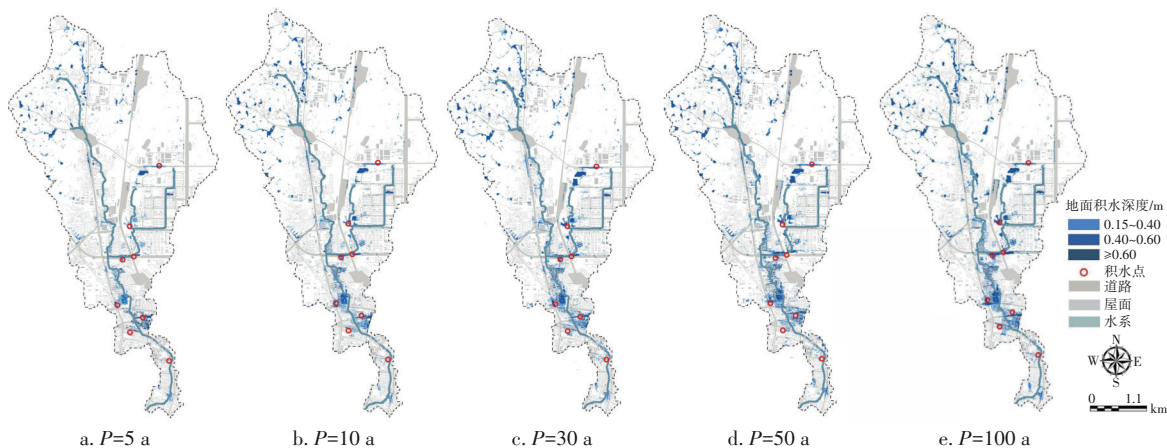 地面积水深度/m
0.15~0.40
0.40~0.60
≥0.60
积水点
道路
屋面
水系
N
W E
S
0 1.1
km
a. P=5 a
b. P=10 a
c. P=30 a
d. P=50 a
e. P=100 a